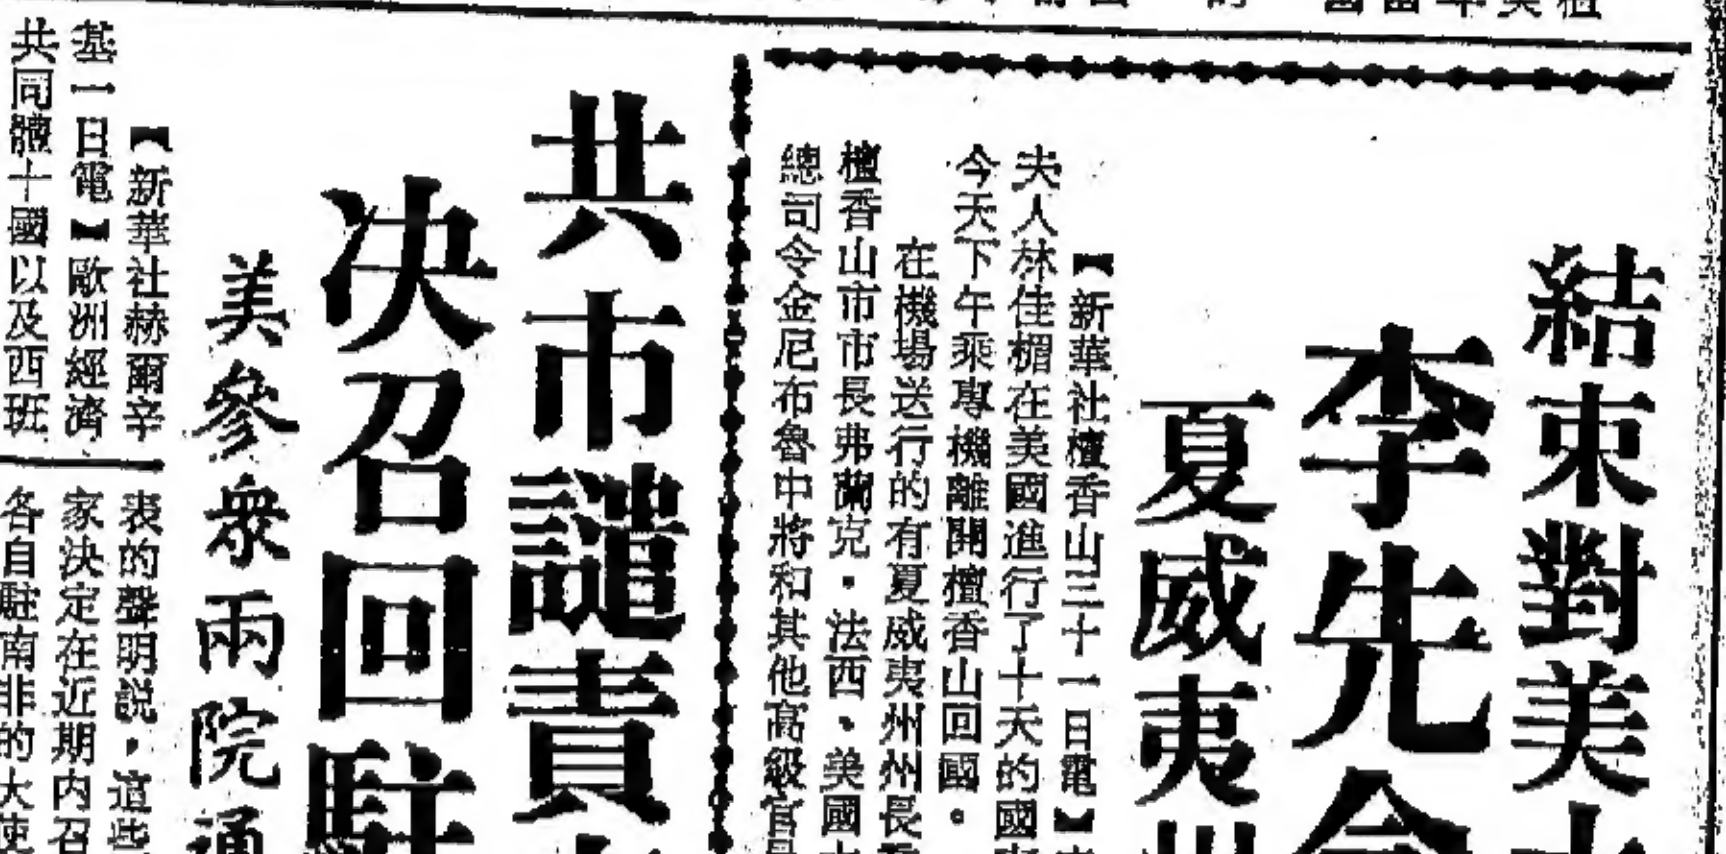 結束對美
李先念
夏威夷州
【新華社檀香山三十一日電】
夫人林佳楣在美國進行了十天的國
今天下午乘專機離開檀香山回國。
在機場送行的有夏威夷州州長
檀香山市市長弗蘭克·法西、美國
總司令金尼布魯中將和其他高級官
共市譴責
决召回駐
美參衆兩院通
【新華社赫爾辛
基一日電】歐洲經濟
共同體十國以及西班
表的聲明説，這些
家決定在近期内召
各自駐南非的大使